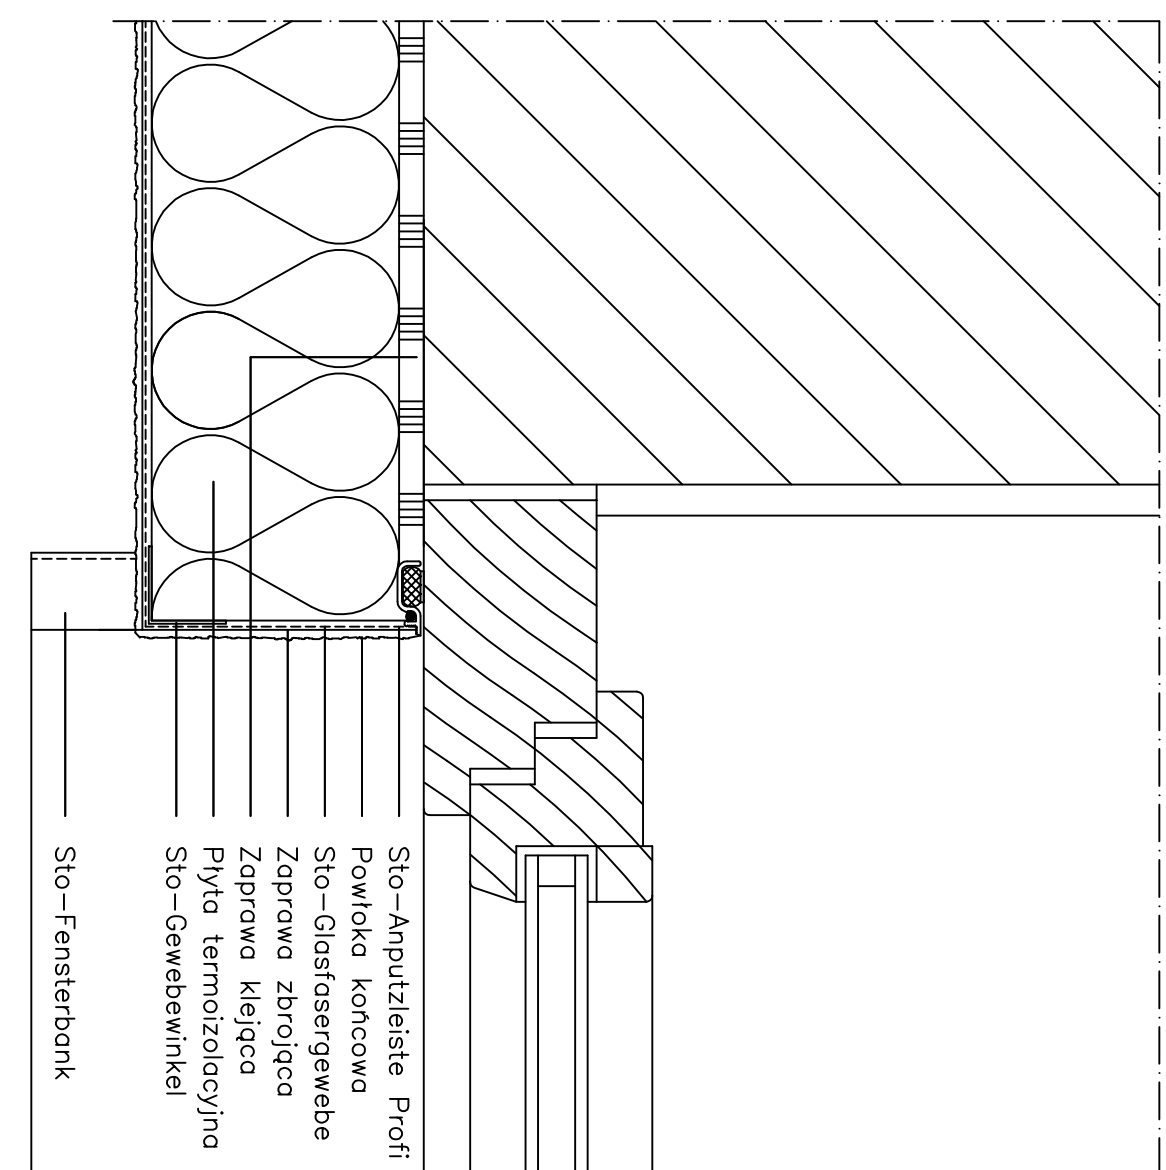 Sto-Anputzleiste Profi
Powłoka końcowa
Sto-Glasfasergewebe
Zaprawa zbrojąca
Zaprawa klejąca
Płyta termoizolacyjna
Sto-Gewebewinkel
Sto-Fensterbank